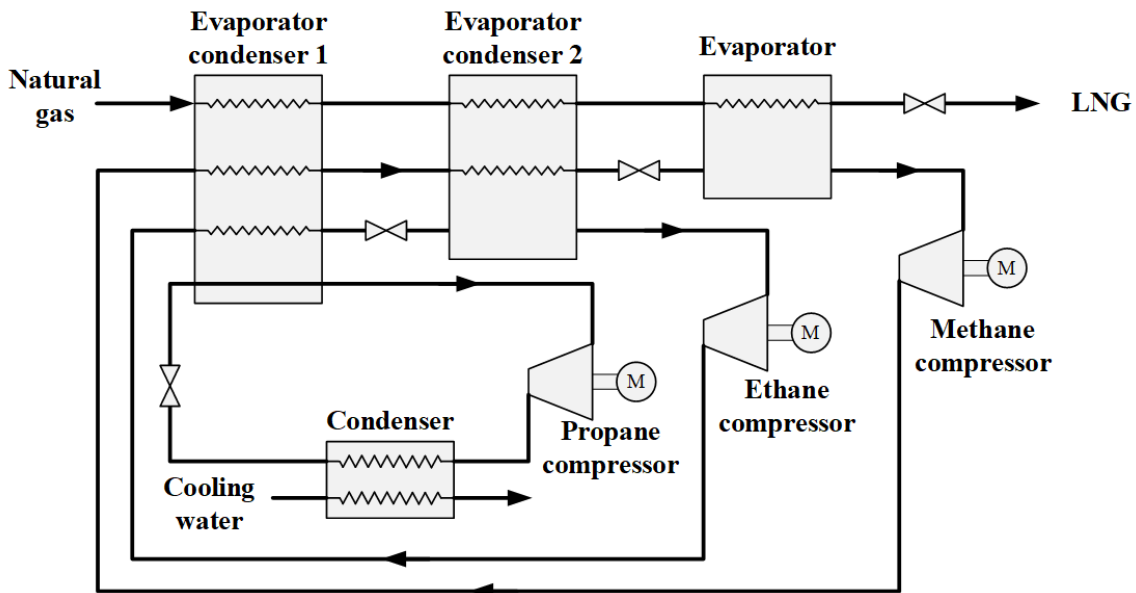 Evaporator
condenser 1
Evaporator
condenser 2
Evaporator
Natural
gas
LNG
M
Methane
compressor
M
Ethane
compressor
M
Propane
compressor
Condenser
Cooling
water